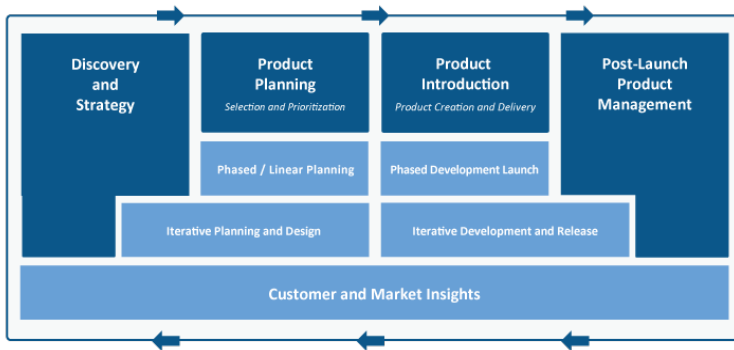 Discovery
and
Strategy
Product
Planning
Selection and Prioritization
Product
Introduction
Product Creation and Delivery
Post-Launch
Product
Management
Phased / Linear Planning
Phased Development Launch
Iterative Planning and Design
Iterative Development and Release
Customer and Market Insights